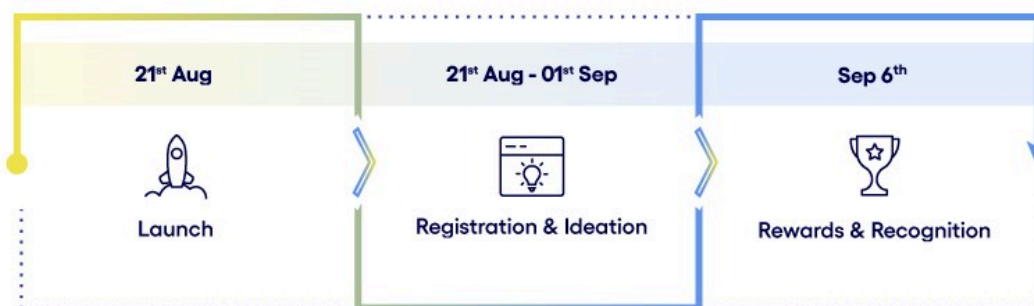 21st Aug
21st Aug - 01st Sep
Sep 6th
Launch
Registration & Ideation
Rewards & Recognition